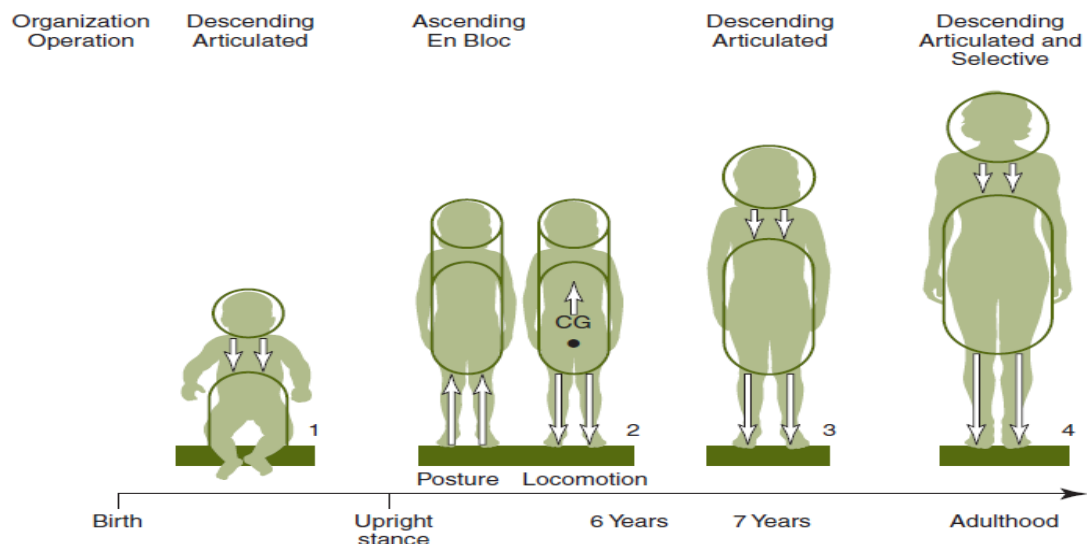 Organization
Operation
Descending
Articulated
Ascending
En Bloc
Descending
Articulated
Descending
Articulated and
Selective
CG
1
2
3
4
Posture
Locomotion
Birth
Upright
stance
6 Years
7 Years
Adulthood